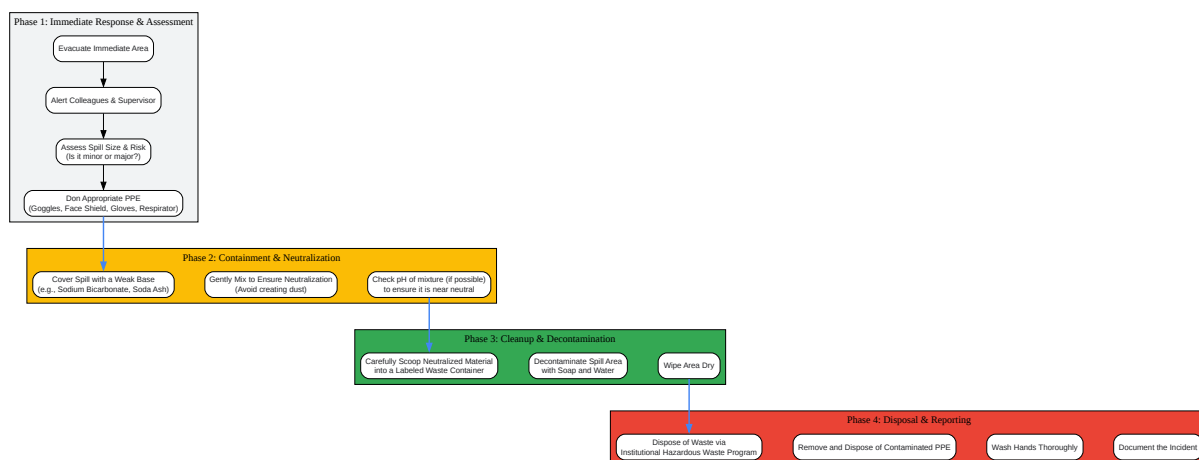 Phase 1: Immediate Response & Assessment
Evacuate Immediate Area
Alert Colleagues & Supervisor
Assess Spill Size & Risk
(Is it minor or major?)
Don Appropriate PPE
(Goggles, Face Shield, Gloves, Respirator)
Phase 2: Containment & Neutralization
Cover Spill with a Weak Base
(e.g., Sodium Bicarbonate, Soda Ash)
Gently Mix to Ensure Neutralization
(Avoid creating dust)
Check pH of mixture (if possible)
to ensure it is near neutral
Phase 3: Cleanup & Decontamination
Carefully Scoop Neutralized Material
into a Labeled Waste Container
Decontaminate Spill Area
with Soap and Water
Wipe Area Dry
Phase 4: Disposal & Reporting
Dispose of Waste via
Institutional Hazardous Waste Program
Remove and Dispose of Contaminated PPE
Wash Hands Thoroughly
Document the Incident